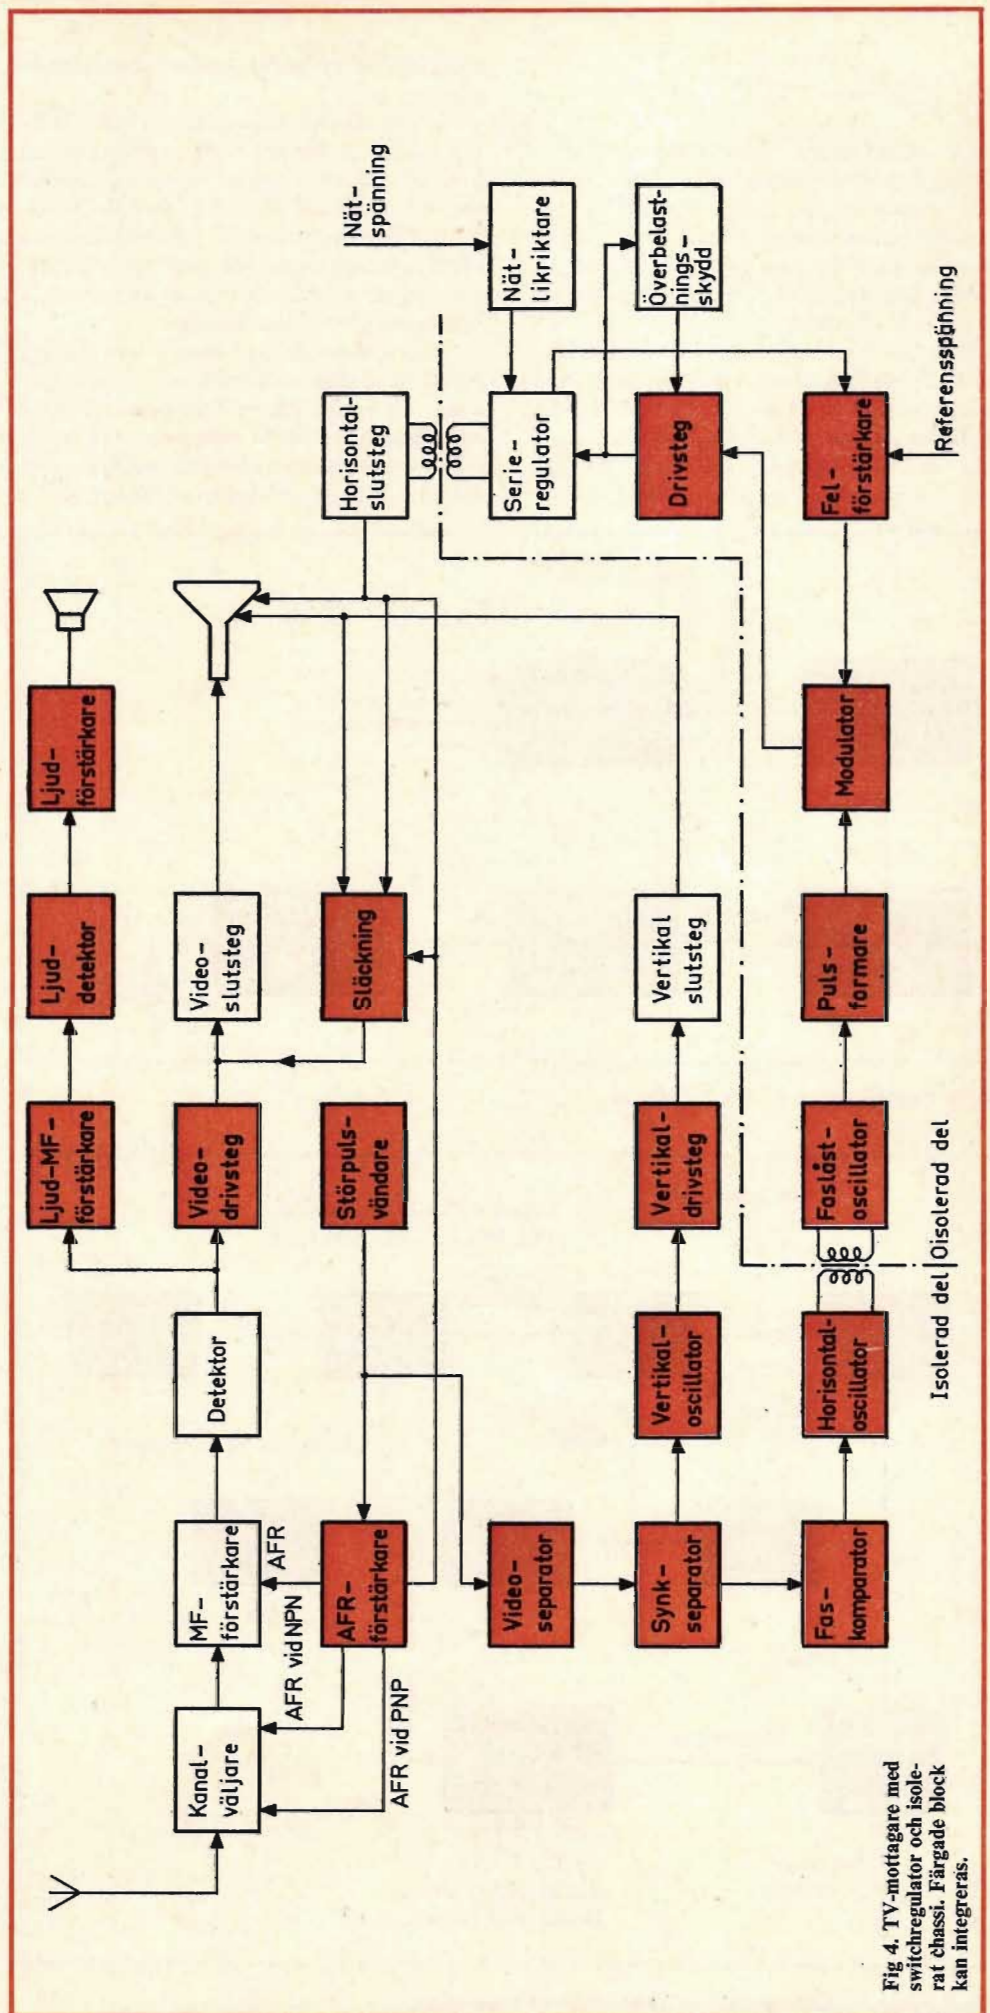 Ljud-MF-
förstärkare
Ljud-
detektor
Ljud-
förstärkare
Kanal-
väljare
MF-
förstärkare
Detektor
Video-
drivsteg
Video-
slutsteg
AFR
AFR vid NPN
AFR vid PNP
AFR-
förstärkare
Störpuls-
vändare
Släckning
Horisontal-
slutsteg
Nät-
spänning
Video-
separator
Serie-
regulator
Nät-
likriktare
Synk-
separator
Vertikal-
oscillator
Vertikal-
drivsteg
Vertikal
slutsteg
Drivsteg
Överbelast-
nings-
skydd
Fas-
komparator
Horisontal-
oscillator
Faslåst-
oscillator
Puls-
formare
Modulator
Fel-
förstärkare
Referensspänning
Isolerad del
Oisolerad del
Fig 4. TV-mottagare med
switchregulator och isole-
rat chassi. Färgade block
kan integreras.